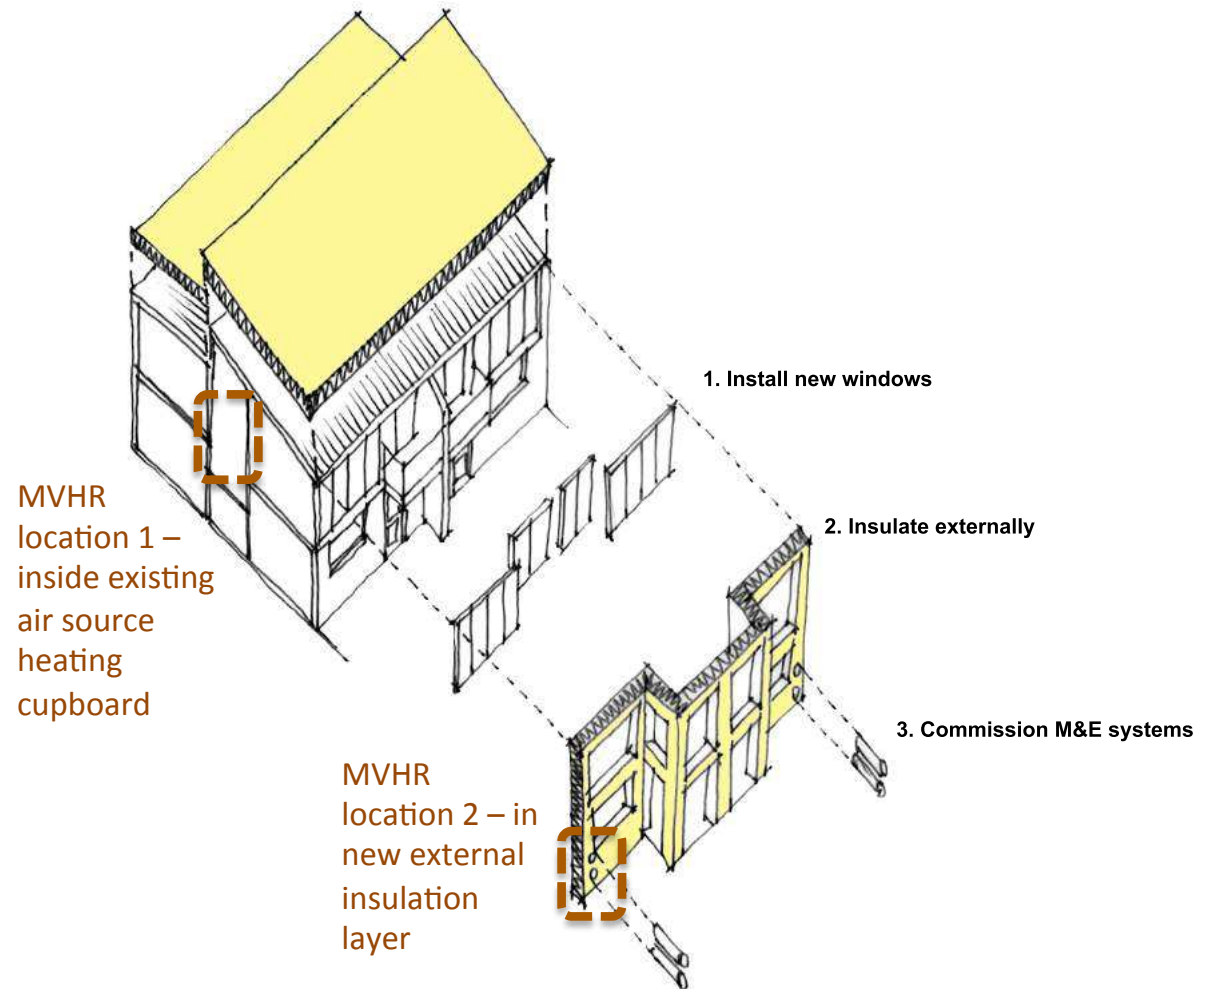 1. Install new windows
MVHR
location 1 –
inside existing
air source
heating
cupboard
2. Insulate externally
3. Commission M&E systems
MVHR
location 2 – in
new external
insulation
layer